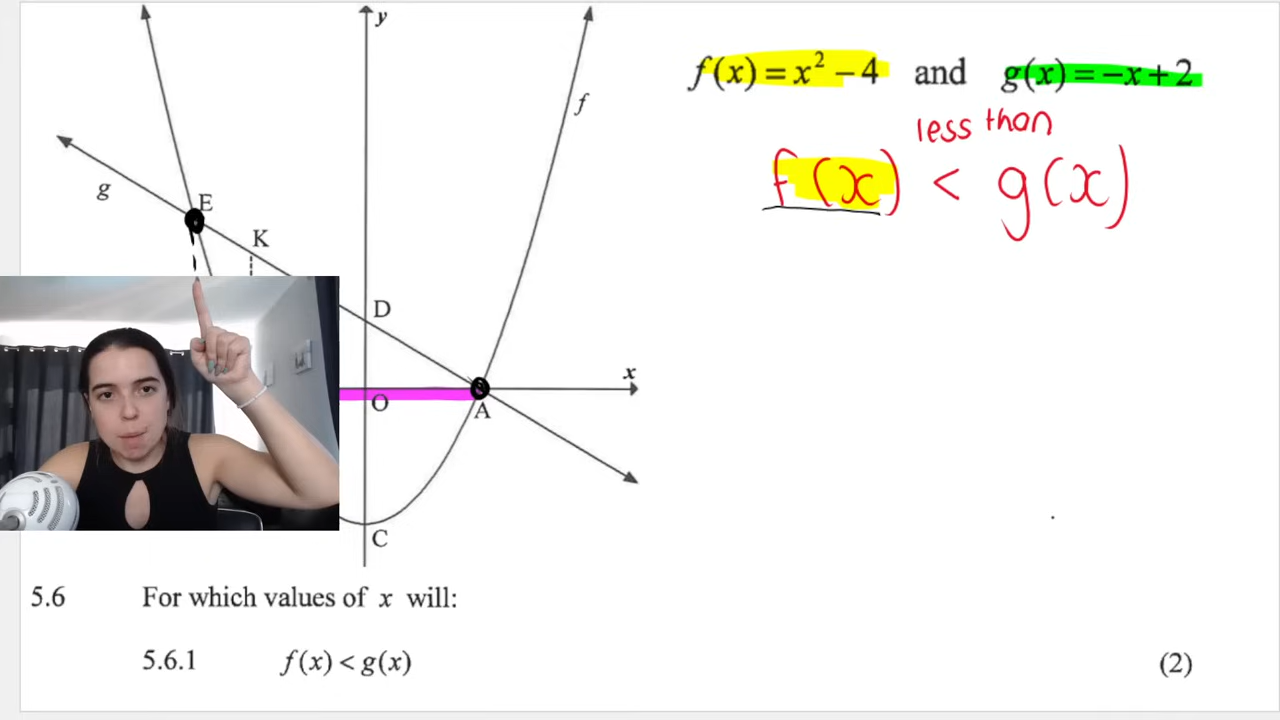 y
f(x) = x² − 4 and g(x) = −x + 2
f
less than
f(x) < g(x)
g
E
K
D
x
O
A
C
5.6 For which values of x will:
5.6.1 f(x) < g(x) (2)